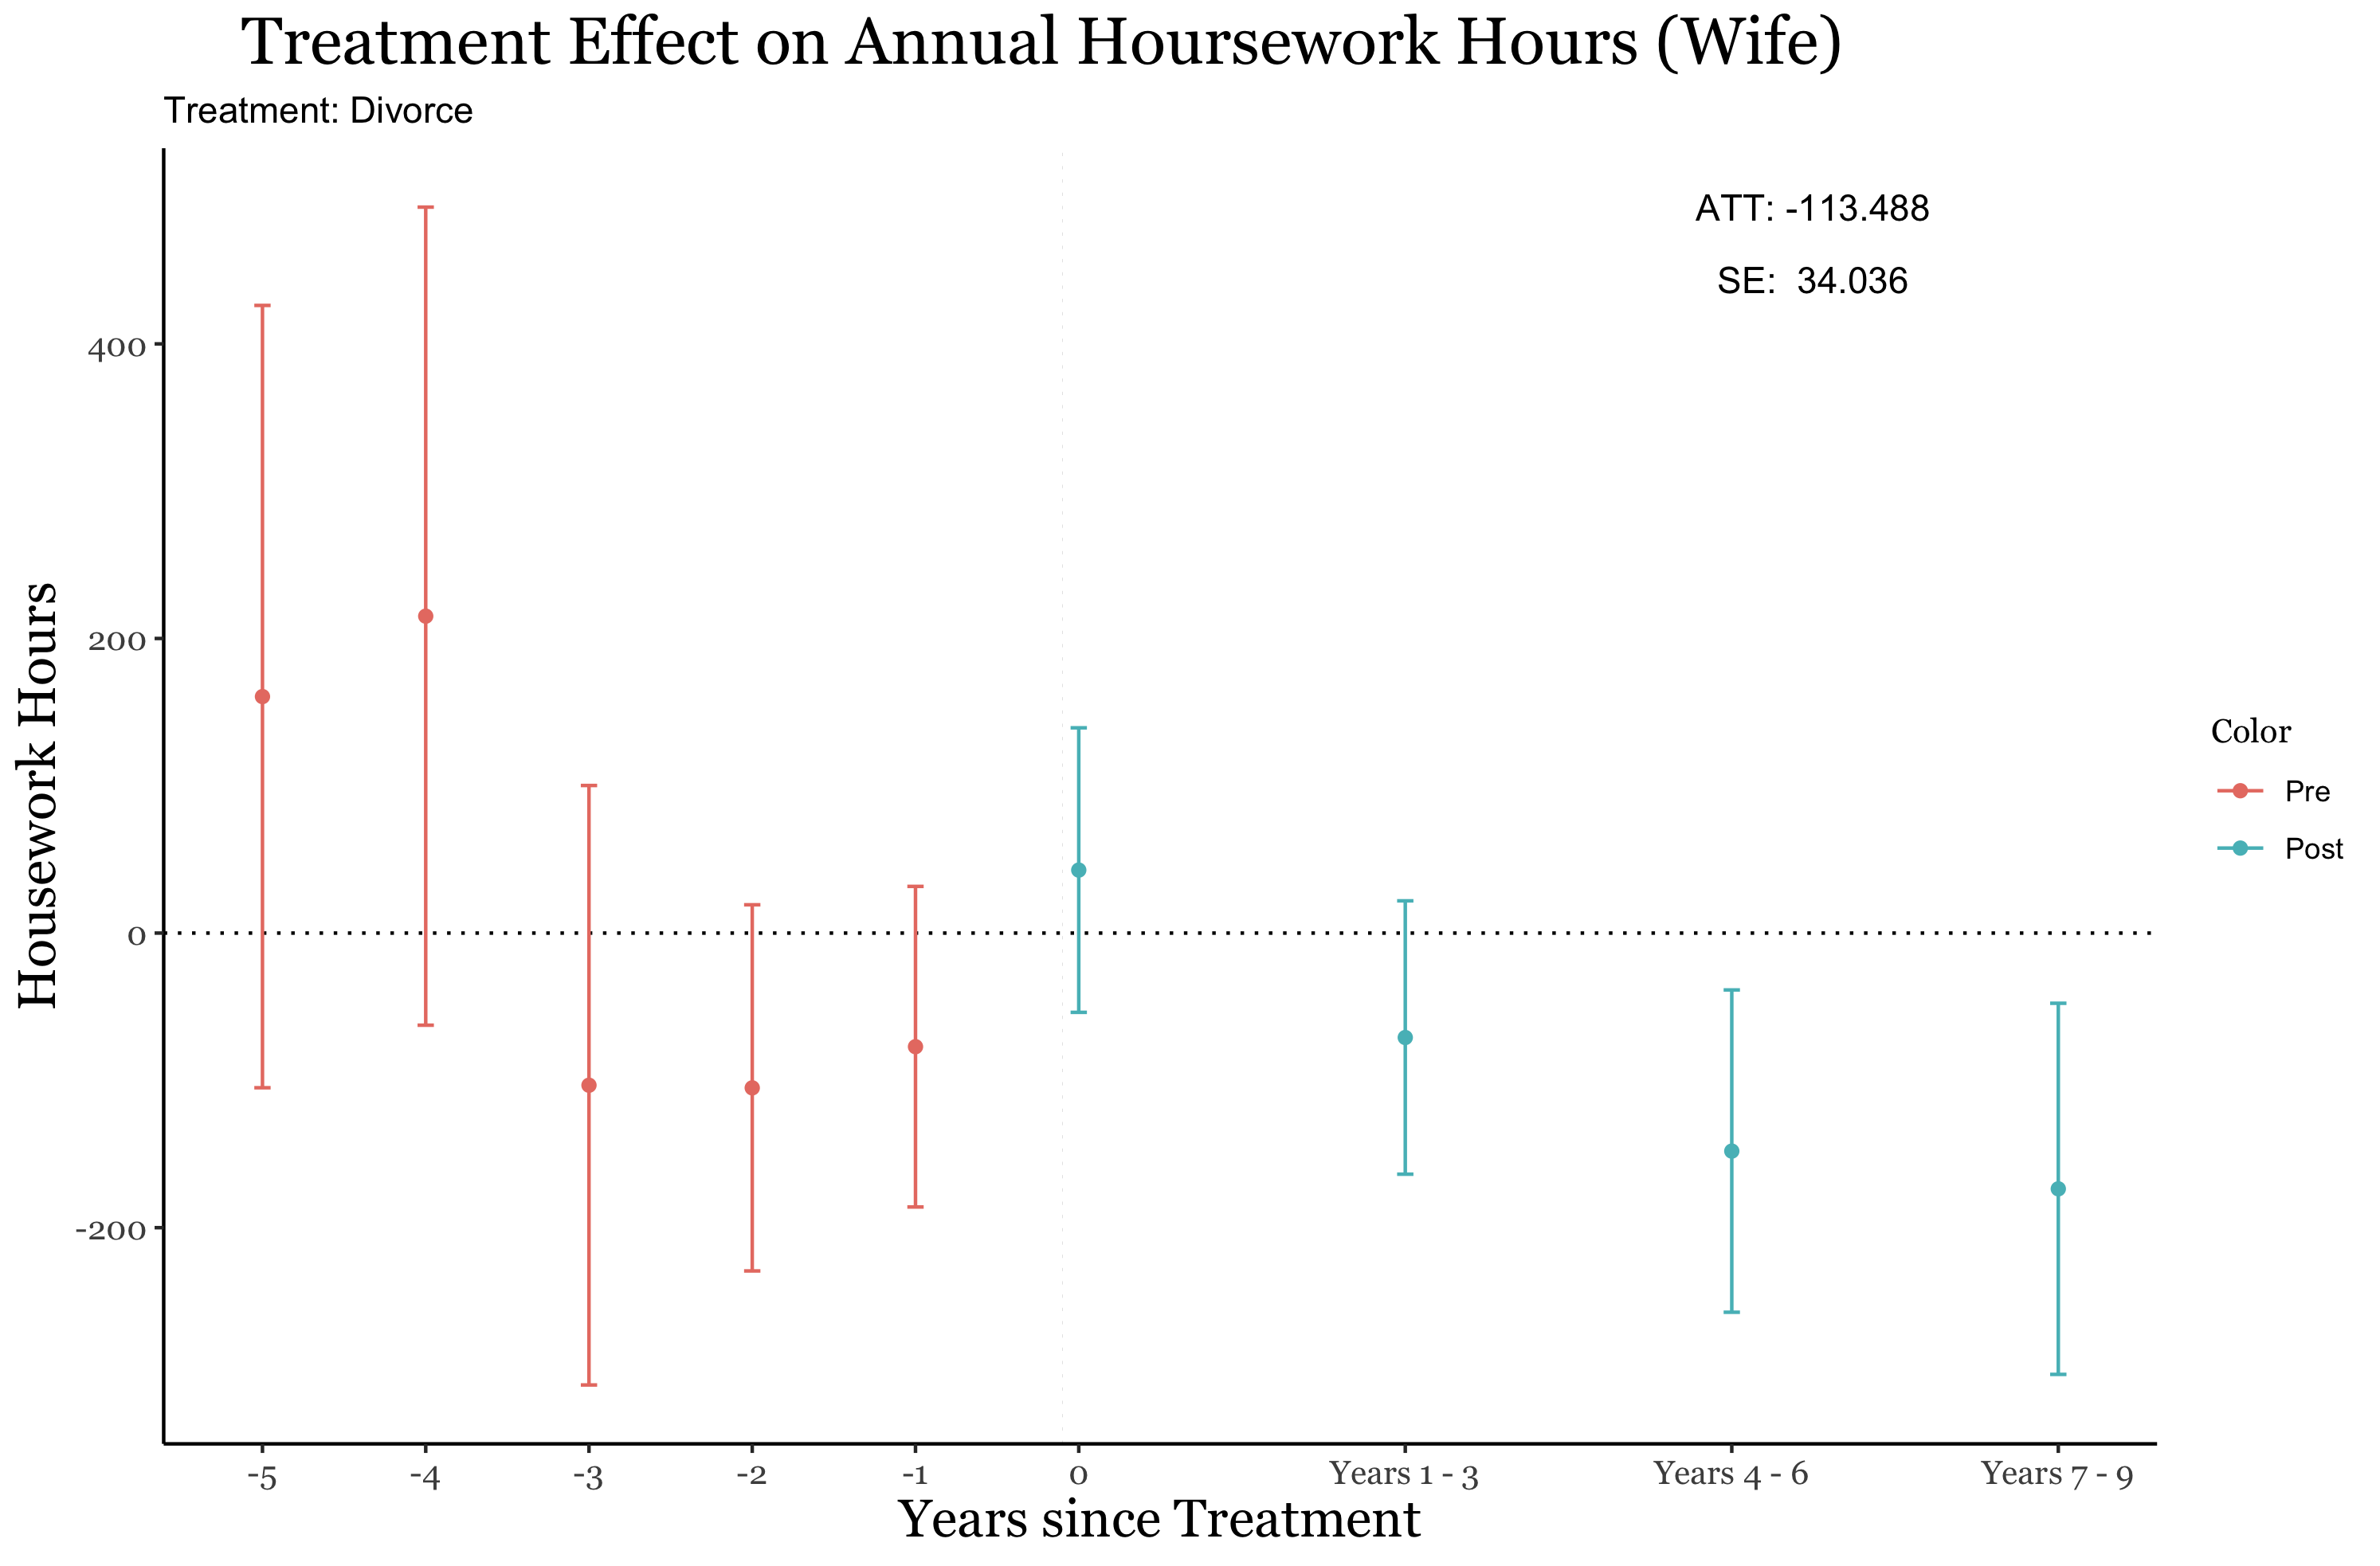 Treatment Effect on Annual Hoursework Hours (Wife)
Treatment: Divorce
ATT: -113.488
SE: 34.036
Housework Hours
400
200
0
-200
Color
Pre
Post
-5 -4 -3 -2 -1 0 Years 1 - 3 Years 4 - 6 Years 7 - 9
Years since Treatment